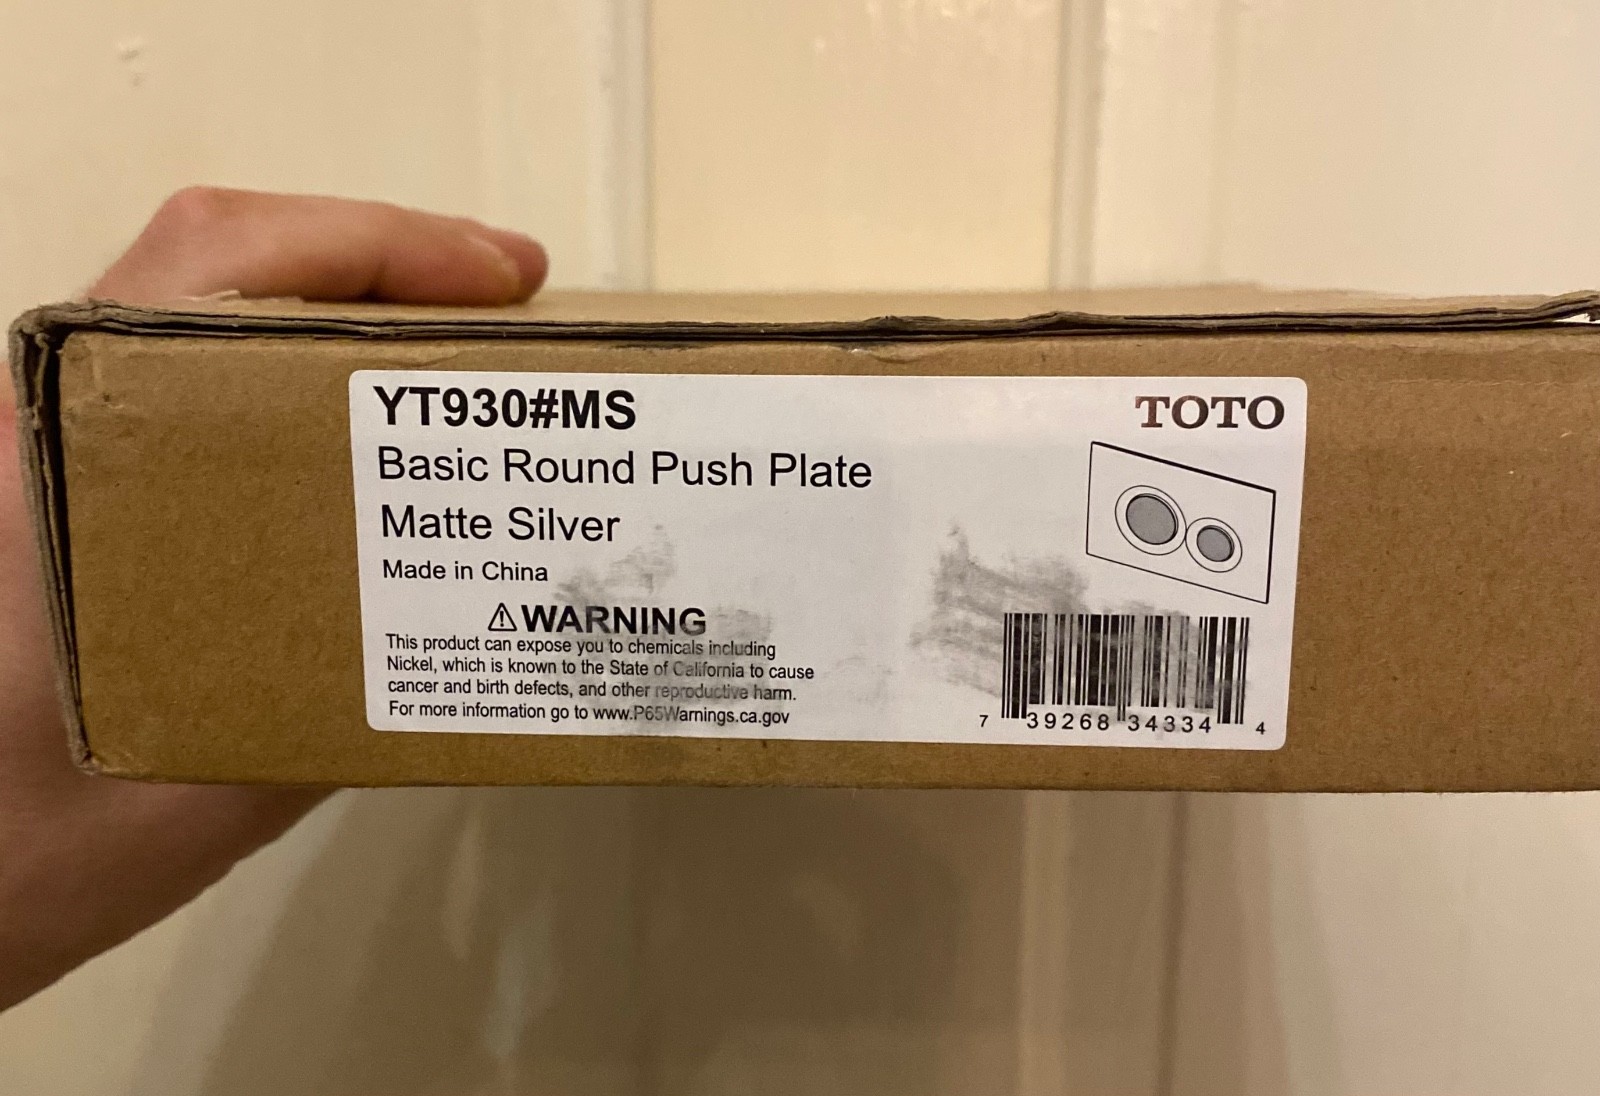 YT930#MS
TOTO
Basic Round Push Plate
Matte Silver
Made in China
⚠WARNING
This product can expose you to chemicals including
Nickel, which is known to the State of California to cause
cancer and birth defects, and other reproductive harm.
For more information go to www.P65Warnings.ca.gov
7 39268 34334 4